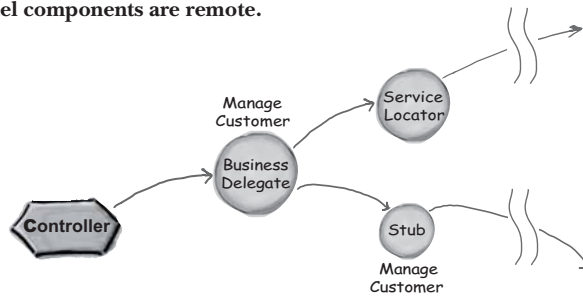 el components are remote.
Manage
Customer
Service
Locator
Business
Delegate
Controller
Stub
Manage
Customer